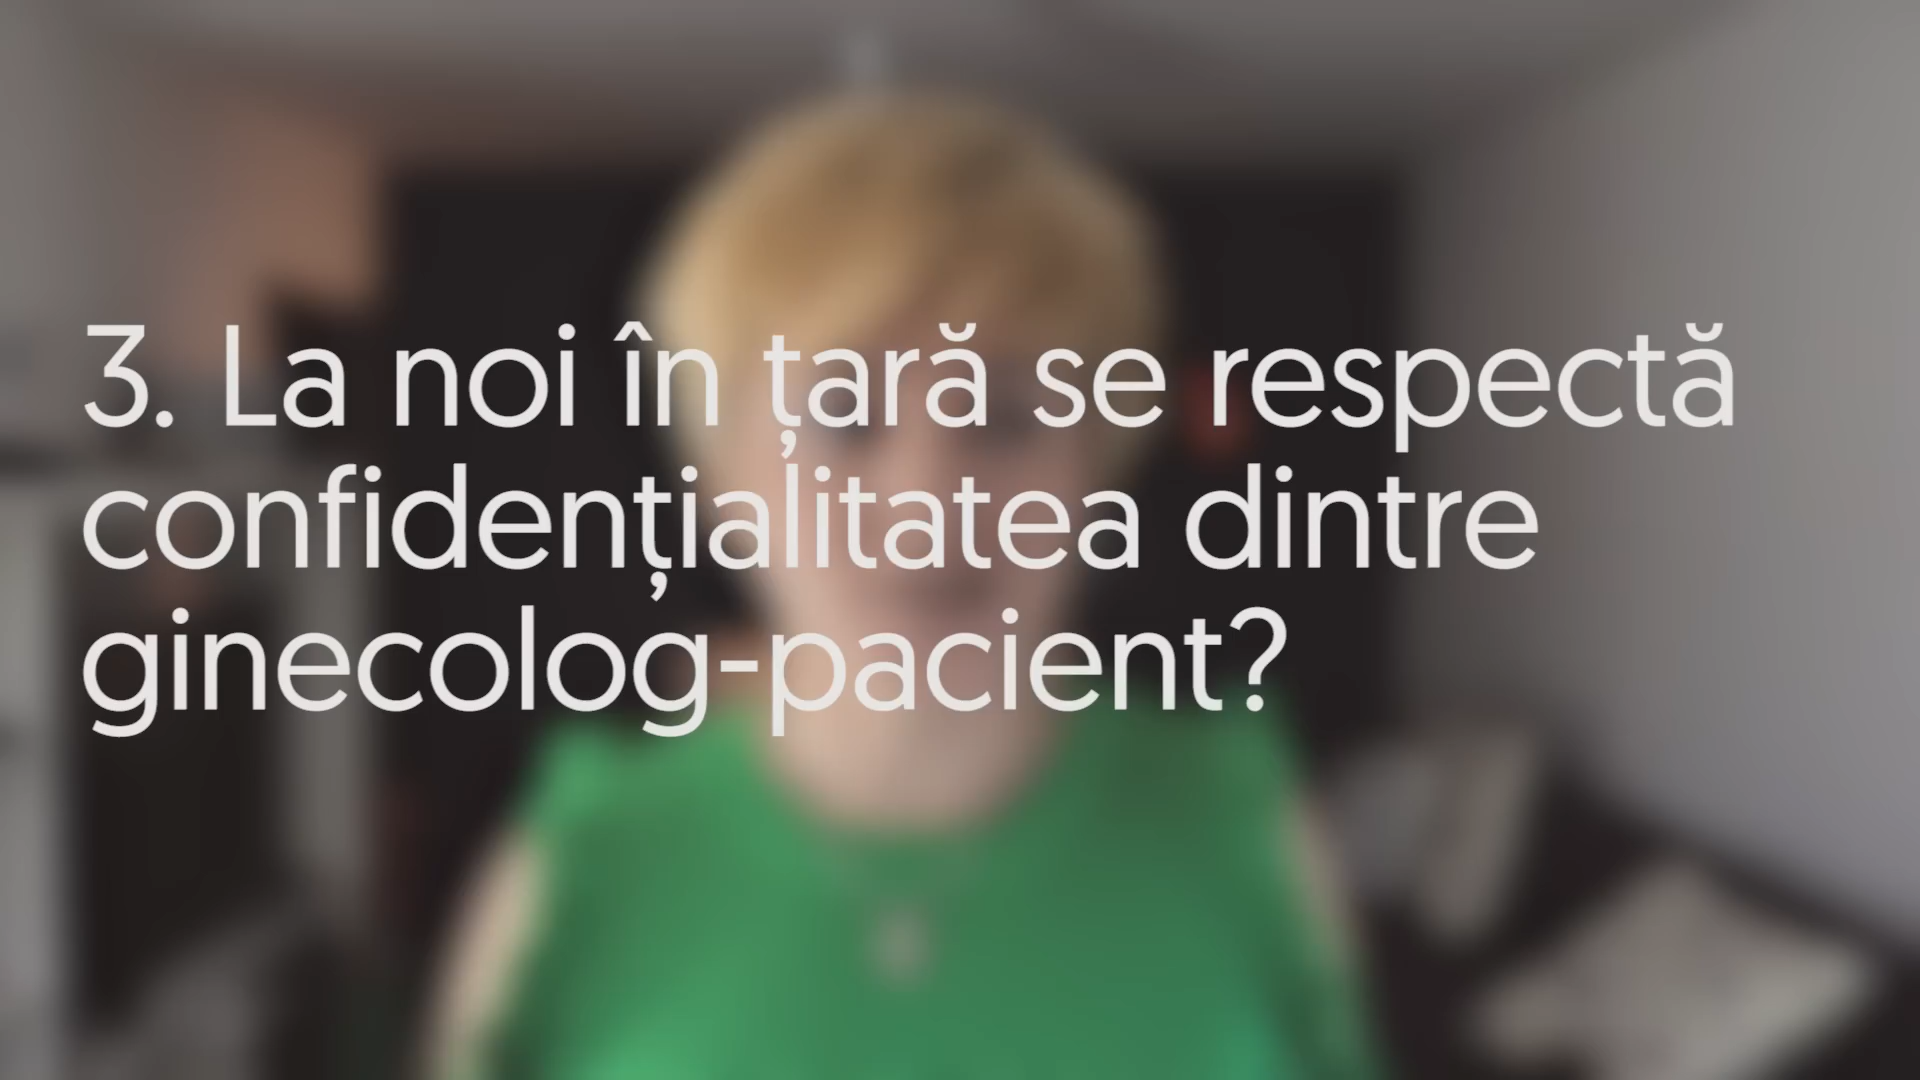 3. La noi în țară se respectă
confidențialitatea dintre
ginecolog-pacient?